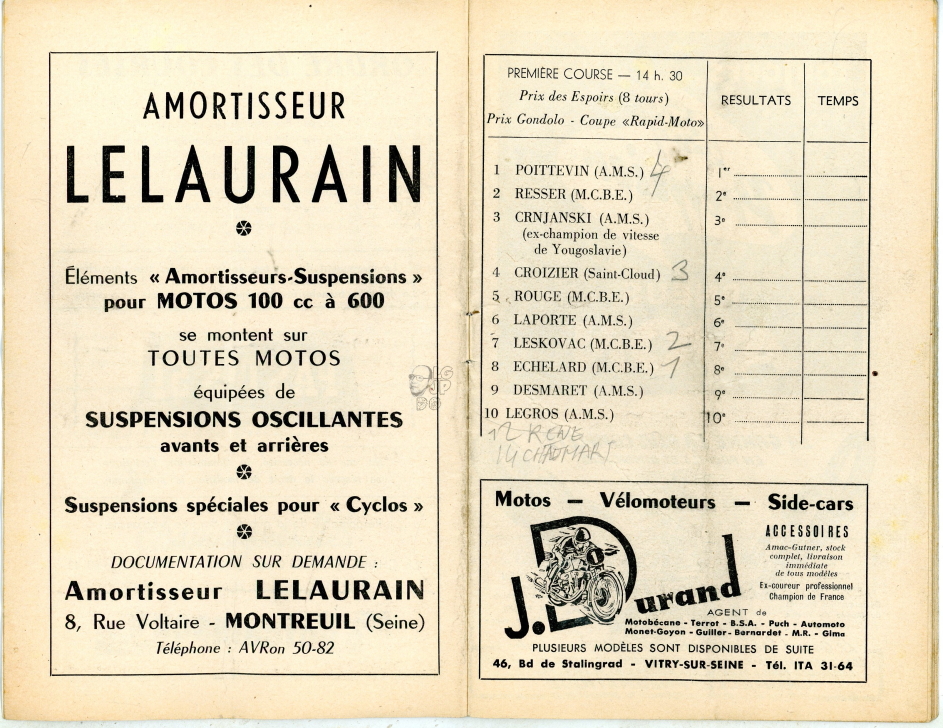 AMORTISSEUR
LELAURAIN
Éléments « Amortisseurs-Suspensions »
pour MOTOS 100 cc à 600
se montent sur
TOUTES MOTOS
équipées de
SUSPENSIONS OSCILLANTES
avants et arrières
Suspensions spéciales pour « Cyclos »
DOCUMENTATION SUR DEMANDE :
Amortisseur LELAURAIN
8, Rue Voltaire - MONTREUIL (Seine)
Téléphone : AVRon 50-82
PREMIÈRE COURSE — 14 h. 30
Prix des Espoirs (8 tours)
Prix Gondolo - Coupe «Rapid-Moto»
RESULTATS TEMPS
1 POITTEVIN (A.M.S.) 4 1er
2 RESSER (M.C.B.E.) 2e
3 CRNJANSKI (A.M.S.) 3e
(ex-champion de vitesse
de Yougoslavie)
4 CROIZIER (Saint-Cloud) 3 4e
5 ROUGE (M.C.B.E.) 5e
6 LAPORTE (A.M.S.) 6e
7 LESKOVAC (M.C.B.E.) 2 7e
8 ECHELARD (M.C.B.E.) 1 8e
9 DESMARET (A.M.S.) 9e
10 LEGROS (A.M.S.) 10e
12 RENE
14 CHAUMART
Motos — Vélomoteurs — Side-cars
J. Durand
ACCESSOIRES
Amac-Gutner, stock
complet, livraison
immédiate
de tous modèles
Ex-coureur professionnel
Champion de France
AGENT de
Motobécane - Terrot - B.S.A. - Puch - Automoto
Monet-Goyon - Guiller - Bernardet - M.R. - Gima
PLUSIEURS MODÈLES SONT DISPONIBLES DE SUITE
46, Bd de Stalingrad - VITRY-SUR-SEINE - Tél. ITA 31-64